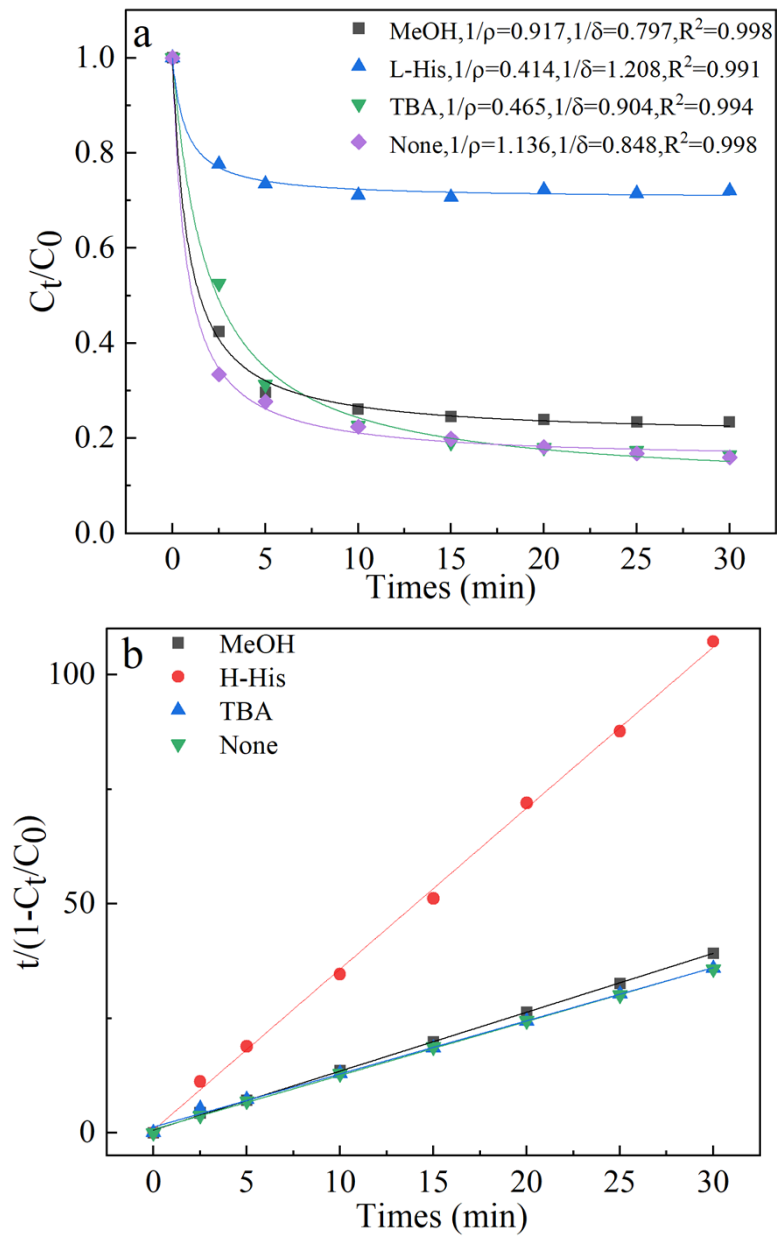 a
MeOH,1/ρ=0.917,1/δ=0.797,R²=0.998
L-His,1/ρ=0.414,1/δ=1.208,R²=0.991
TBA,1/ρ=0.465,1/δ=0.904,R²=0.994
None,1/ρ=1.136,1/δ=0.848,R²=0.998
Ct/C0
1.0
0.8
0.6
0.4
0.2
0.0
0 5 10 15 20 25 30
Times (min)
b
MeOH
H-His
TBA
None
t/(1-Ct/C0)
100
50
0
0 5 10 15 20 25 30
Times (min)